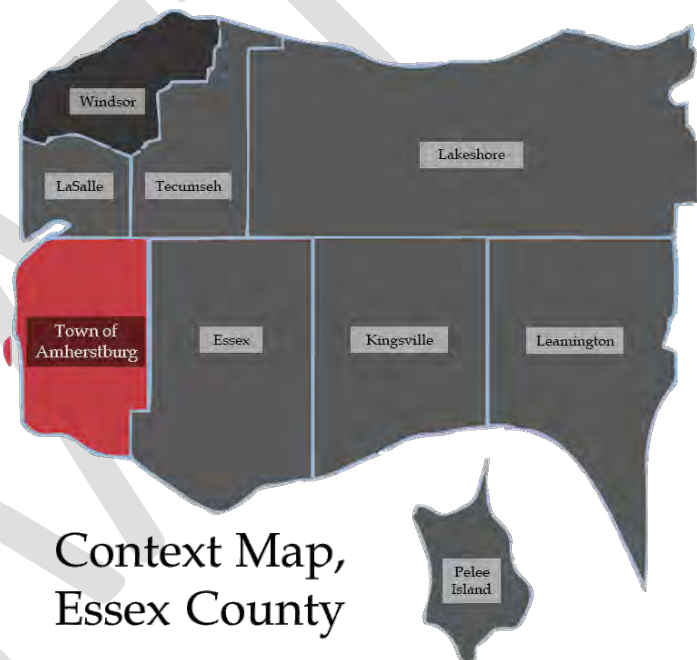 Windsor
Lakeshore
LaSalle
Tecumseh
Town of
Amherstburg
Essex
Kingsville
Leamington
Context Map,
Essex County
Pelee
Island